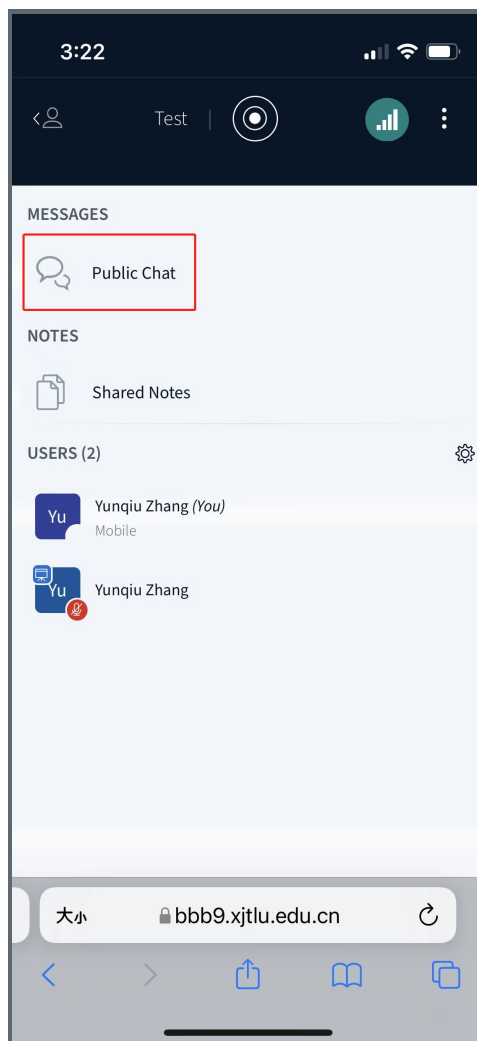 3:22
Test
MESSAGES
Public Chat
NOTES
Shared Notes
USERS (2)
Yu
Yunqiu Zhang (You)
Mobile
Yu
Yunqiu Zhang
大小
bbb9.xjtlu.edu.cn